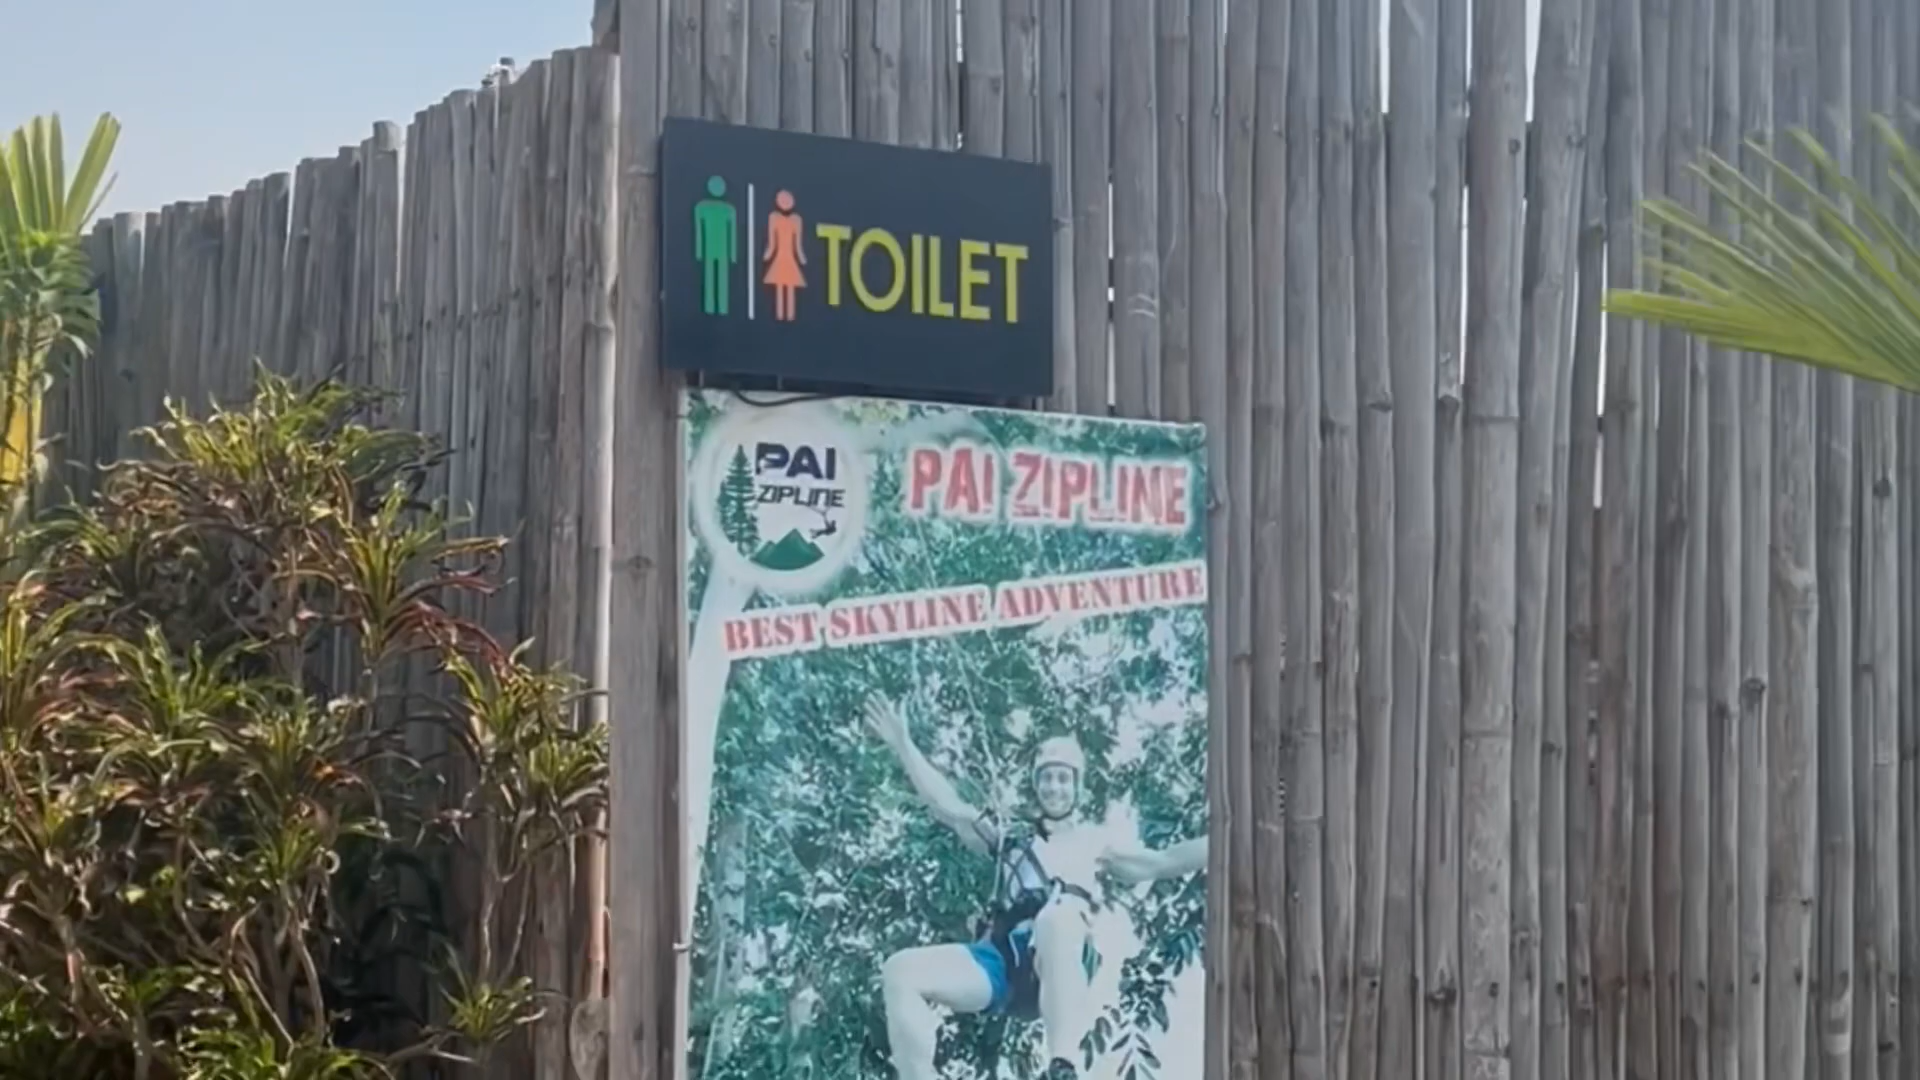 TOILET
PAI
ZIPLINE
PAI ZIPLINE
BEST SKYLINE ADVENTURE